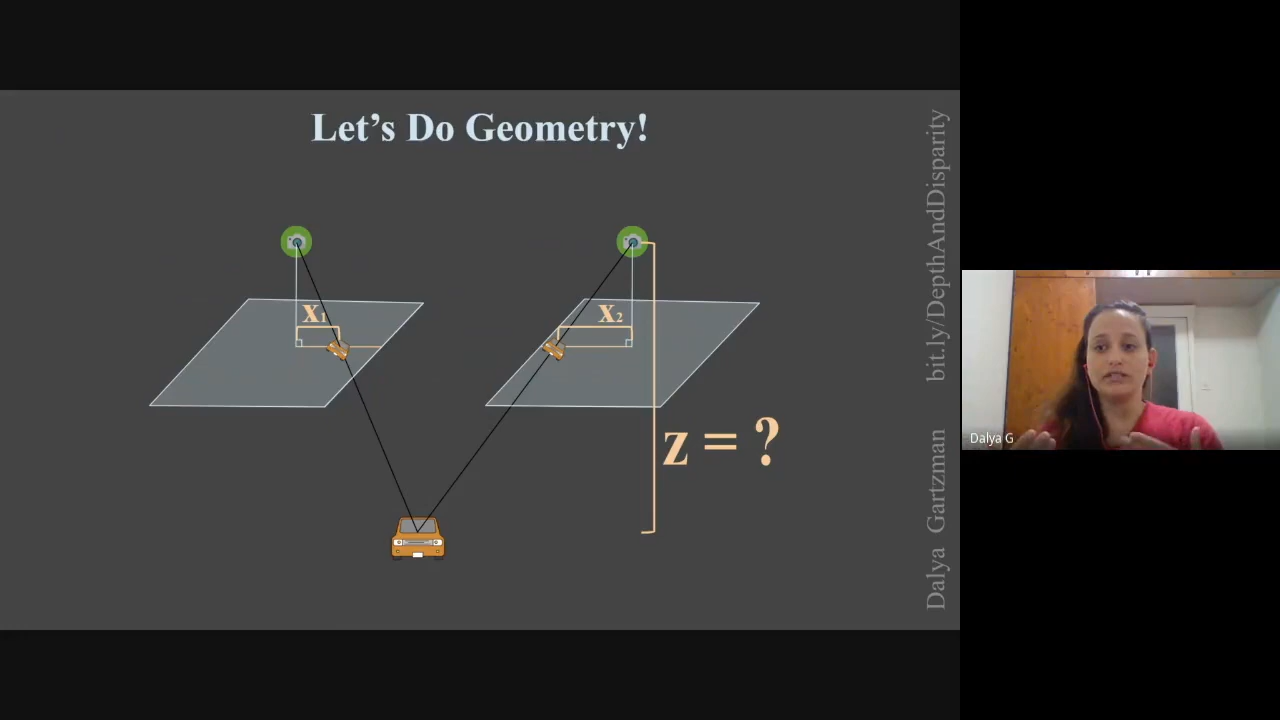 Let's Do Geometry!
X1
X2
z = ?
Dalya Gartzman bit.ly/DepthAndDisparity
Dalya G